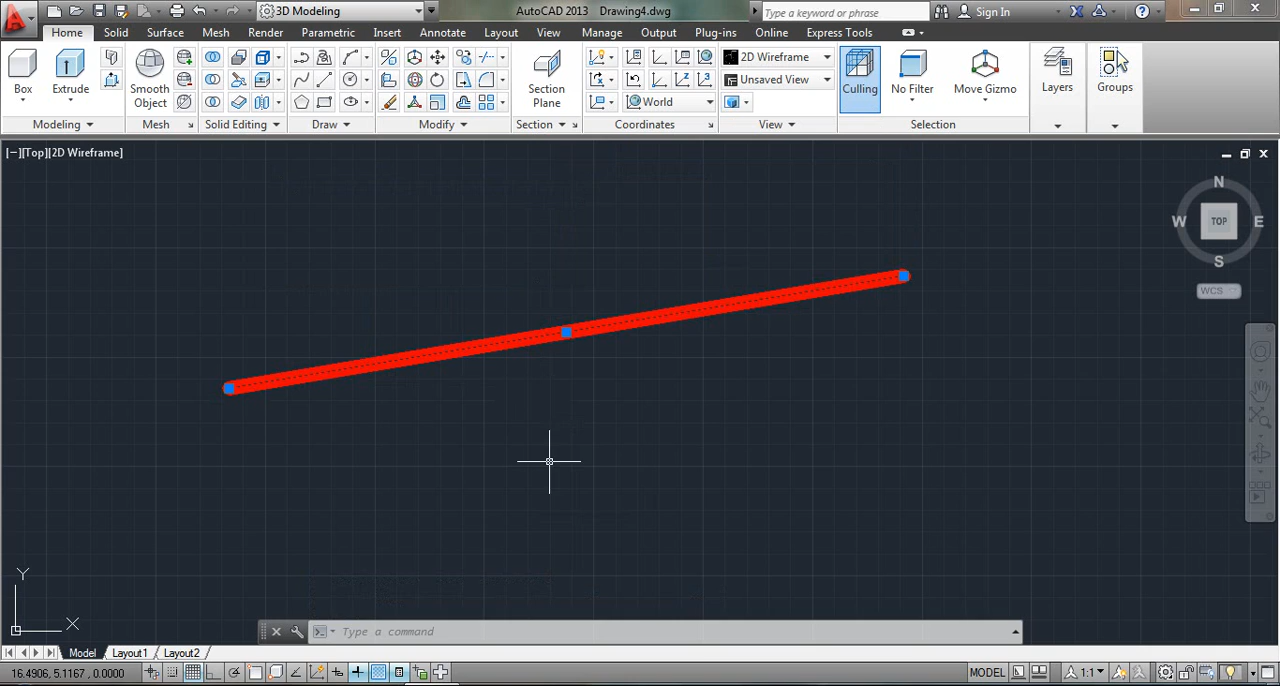 3D Modeling
AutoCAD 2013 Drawing4.dwg
Type a keyword or phrase
Sign In
Home Solid Surface Mesh Render Parametric Insert Annotate Layout View Manage Output Plug-ins Online Express Tools
Box
Extrude
Smooth Object
Section Plane
2D Wireframe
Unsaved View
World
Culling
No Filter
Move Gizmo
Layers
Groups
Modeling
Mesh
Solid Editing
Draw
Modify
Section
Coordinates
View
Selection
[−][Top][2D Wireframe]
N
W TOP E
S
WCS
Y
X
Type a command
Model Layout1 Layout2
16.4906, 5.1167, 0.0000
MODEL
1:1